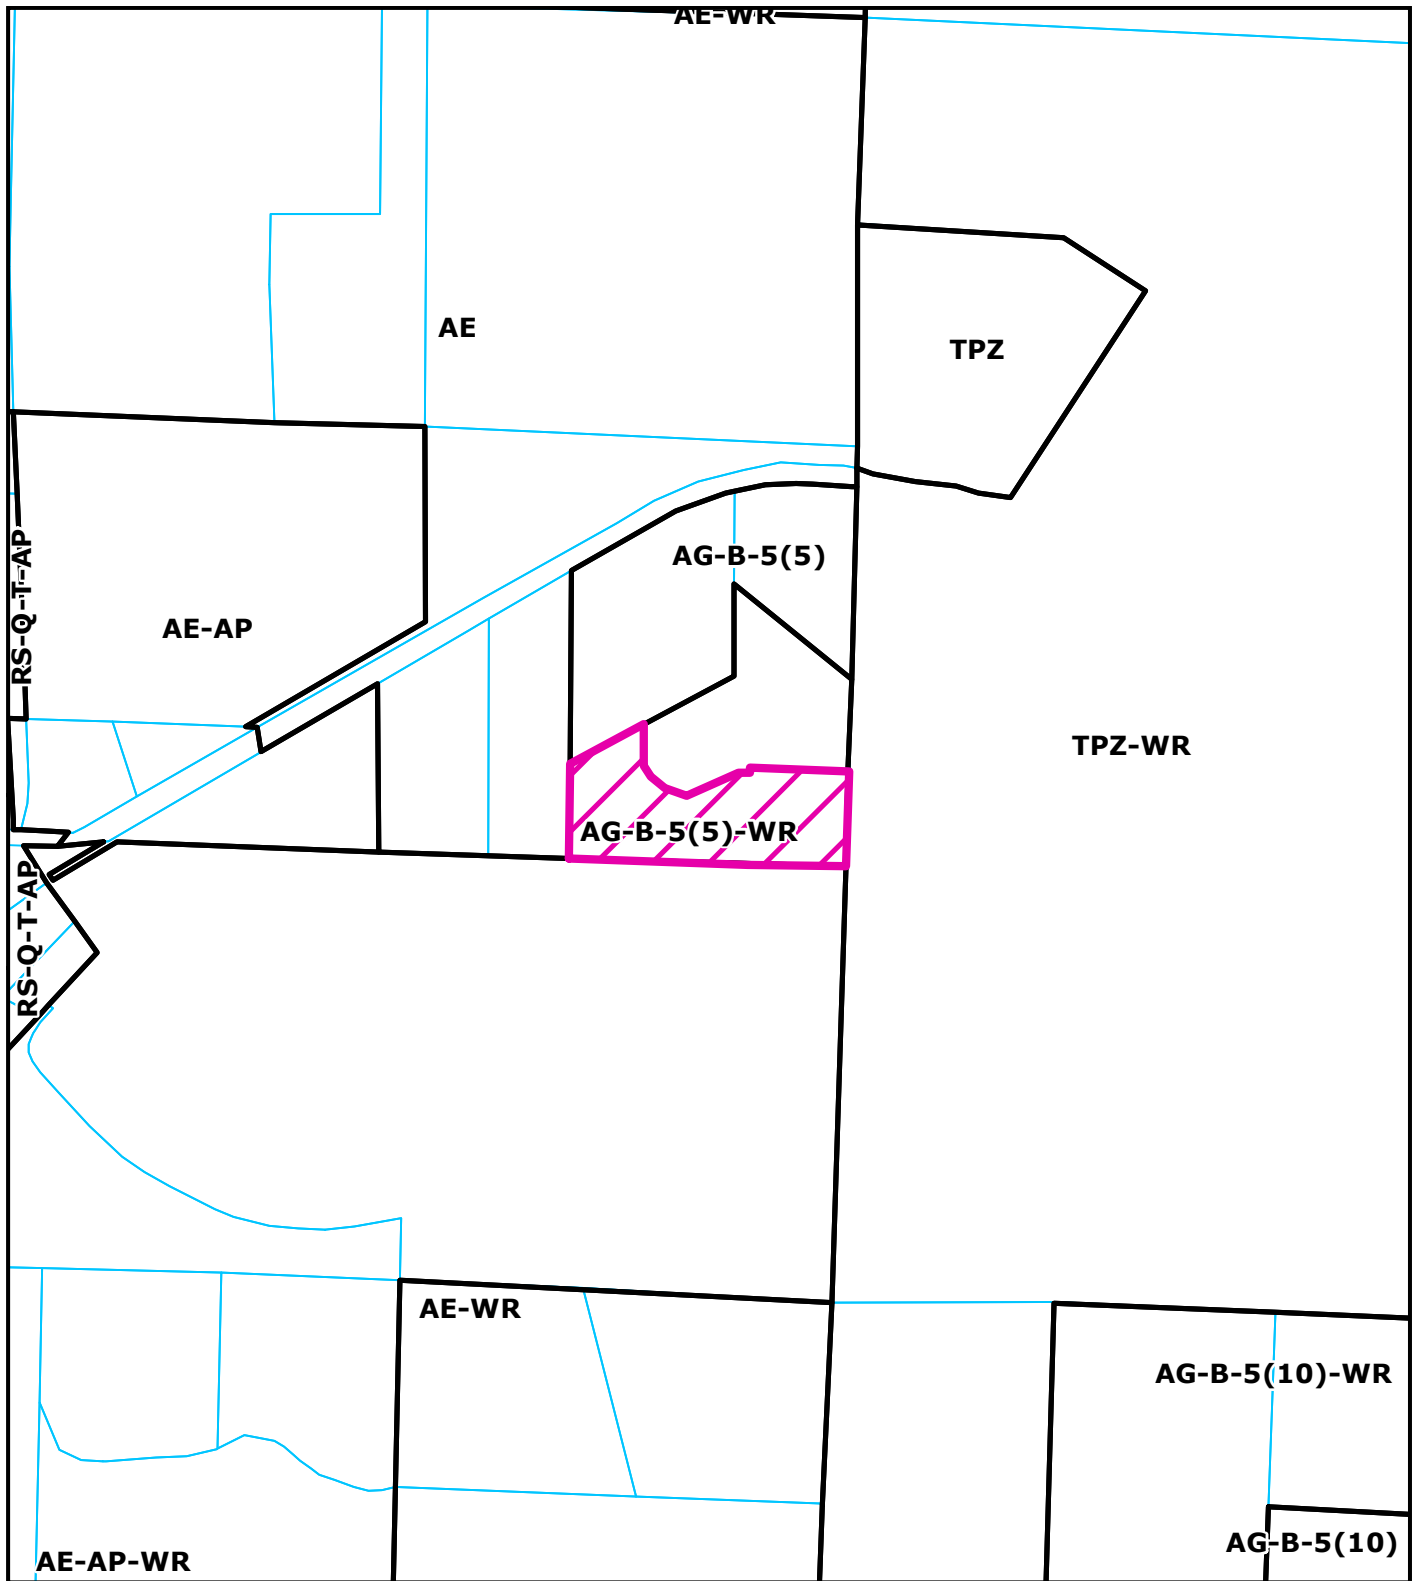 AE-WR
AE
TPZ
AG-B-5(5)
RS-Q-T-AP
AE-AP
TPZ-WR
AG-B-5(5)-WR
RS-Q-T-AP
AE-WR
AG-B-5(10)-WR
AG-B-5(10)
AE-AP-WR